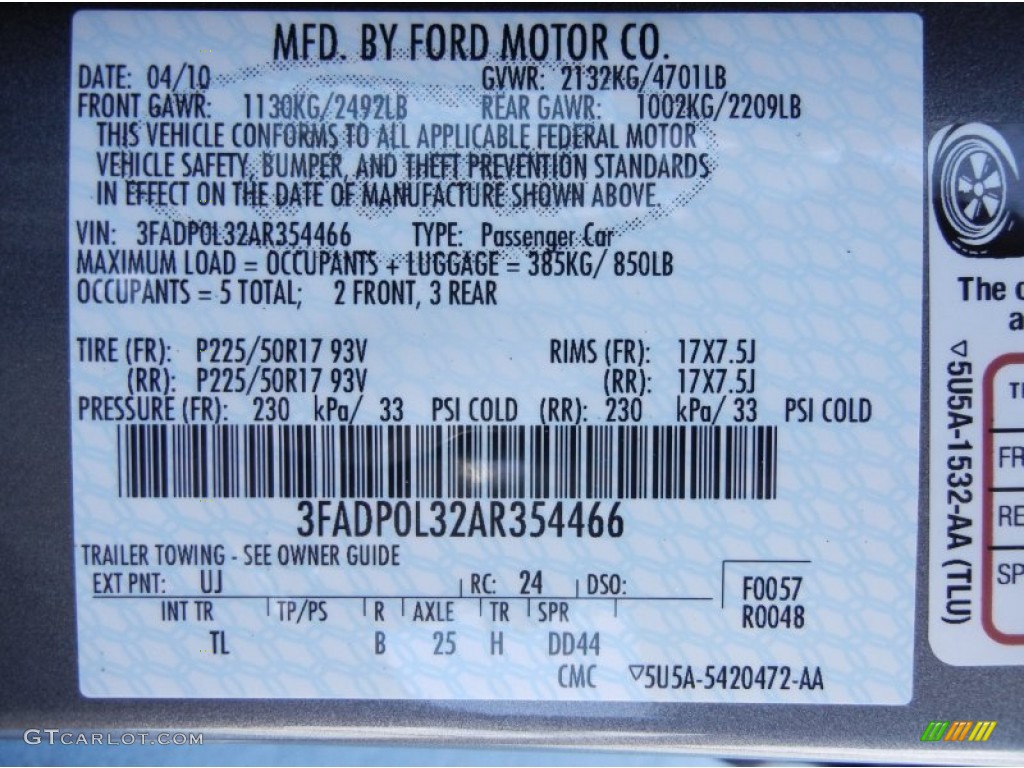 MFD. BY FORD MOTOR CO.
DATE: 04/10 GVWR: 2132KG/4701LB
FRONT GAWR: 1130KG/2492LB REAR GAWR: 1002KG/2209LB
THIS VEHICLE CONFORMS TO ALL APPLICABLE FEDERAL MOTOR
VEHICLE SAFETY, BUMPER, AND THEFT PREVENTION STANDARDS
IN EFFECT ON THE DATE OF MANUFACTURE SHOWN ABOVE.
VIN: 3FADP0L32AR354466 TYPE: Passenger Car
MAXIMUM LOAD = OCCUPANTS + LUGGAGE = 385KG/ 850LB
OCCUPANTS = 5 TOTAL; 2 FRONT, 3 REAR
TIRE (FR): P225/50R17 93V RIMS (FR): 17X7.5J
(RR): P225/50R17 93V (RR): 17X7.5J
PRESSURE (FR): 230 kPa/ 33 PSI COLD (RR): 230 kPa/ 33 PSI COLD
3FADP0L32AR354466
TRAILER TOWING - SEE OWNER GUIDE
EXT PNT: UJ RC: 24 DSO: F0057
R0048
INT TR TP/PS R AXLE TR SPR
TL B 25 H DD44
CMC ▽5U5A-5420472-AA
The
▽5U5A-1532-AA (TLU)
FR
RE
SP
GTCARLOT.COM